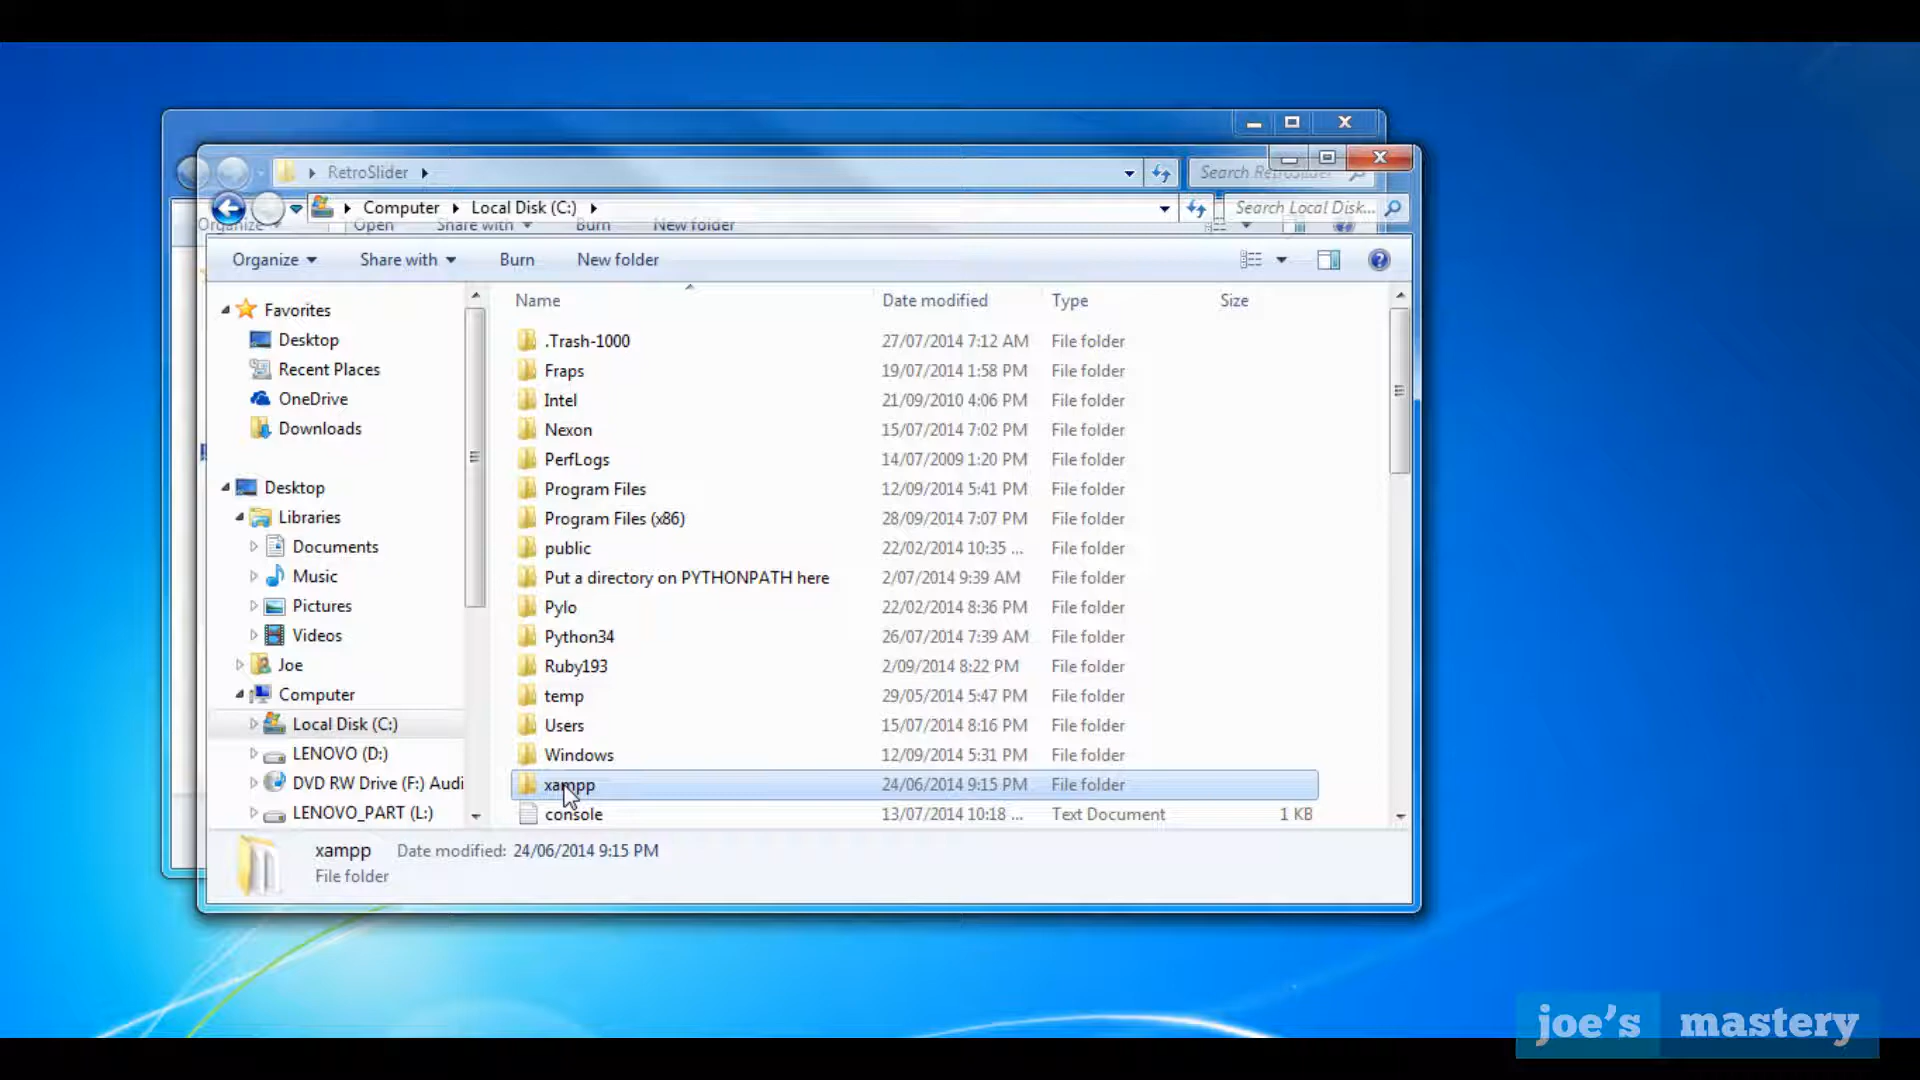 RetroSlider
Search RetroSlider
Computer Local Disk (C:)
Search Local Disk...
Organize Open Share with Burn New folder
Organize Share with Burn New folder
Name Date modified Type Size
Favorites
Desktop
Recent Places
OneDrive
Downloads
Desktop
Libraries
Documents
Music
Pictures
Videos
Joe
Computer
Local Disk (C:)
LENOVO (D:)
DVD RW Drive (F:) Audi
LENOVO_PART (L:)
.Trash-1000 27/07/2014 7:12 AM File folder
Fraps 19/07/2014 1:58 PM File folder
Intel 21/09/2010 4:06 PM File folder
Nexon 15/07/2014 7:02 PM File folder
PerfLogs 14/07/2009 1:20 PM File folder
Program Files 12/09/2014 5:41 PM File folder
Program Files (x86) 28/09/2014 7:07 PM File folder
public 22/02/2014 10:35 ... File folder
Put a directory on PYTHONPATH here 2/07/2014 9:39 AM File folder
Pylo 22/02/2014 8:36 PM File folder
Python34 26/07/2014 7:39 AM File folder
Ruby193 2/09/2014 8:22 PM File folder
temp 29/05/2014 5:47 PM File folder
Users 15/07/2014 8:16 PM File folder
Windows 12/09/2014 5:31 PM File folder
xampp 24/06/2014 9:15 PM File folder
console 13/07/2014 10:18 ... Text Document 1 KB
xampp Date modified: 24/06/2014 9:15 PM
File folder
joe's mastery